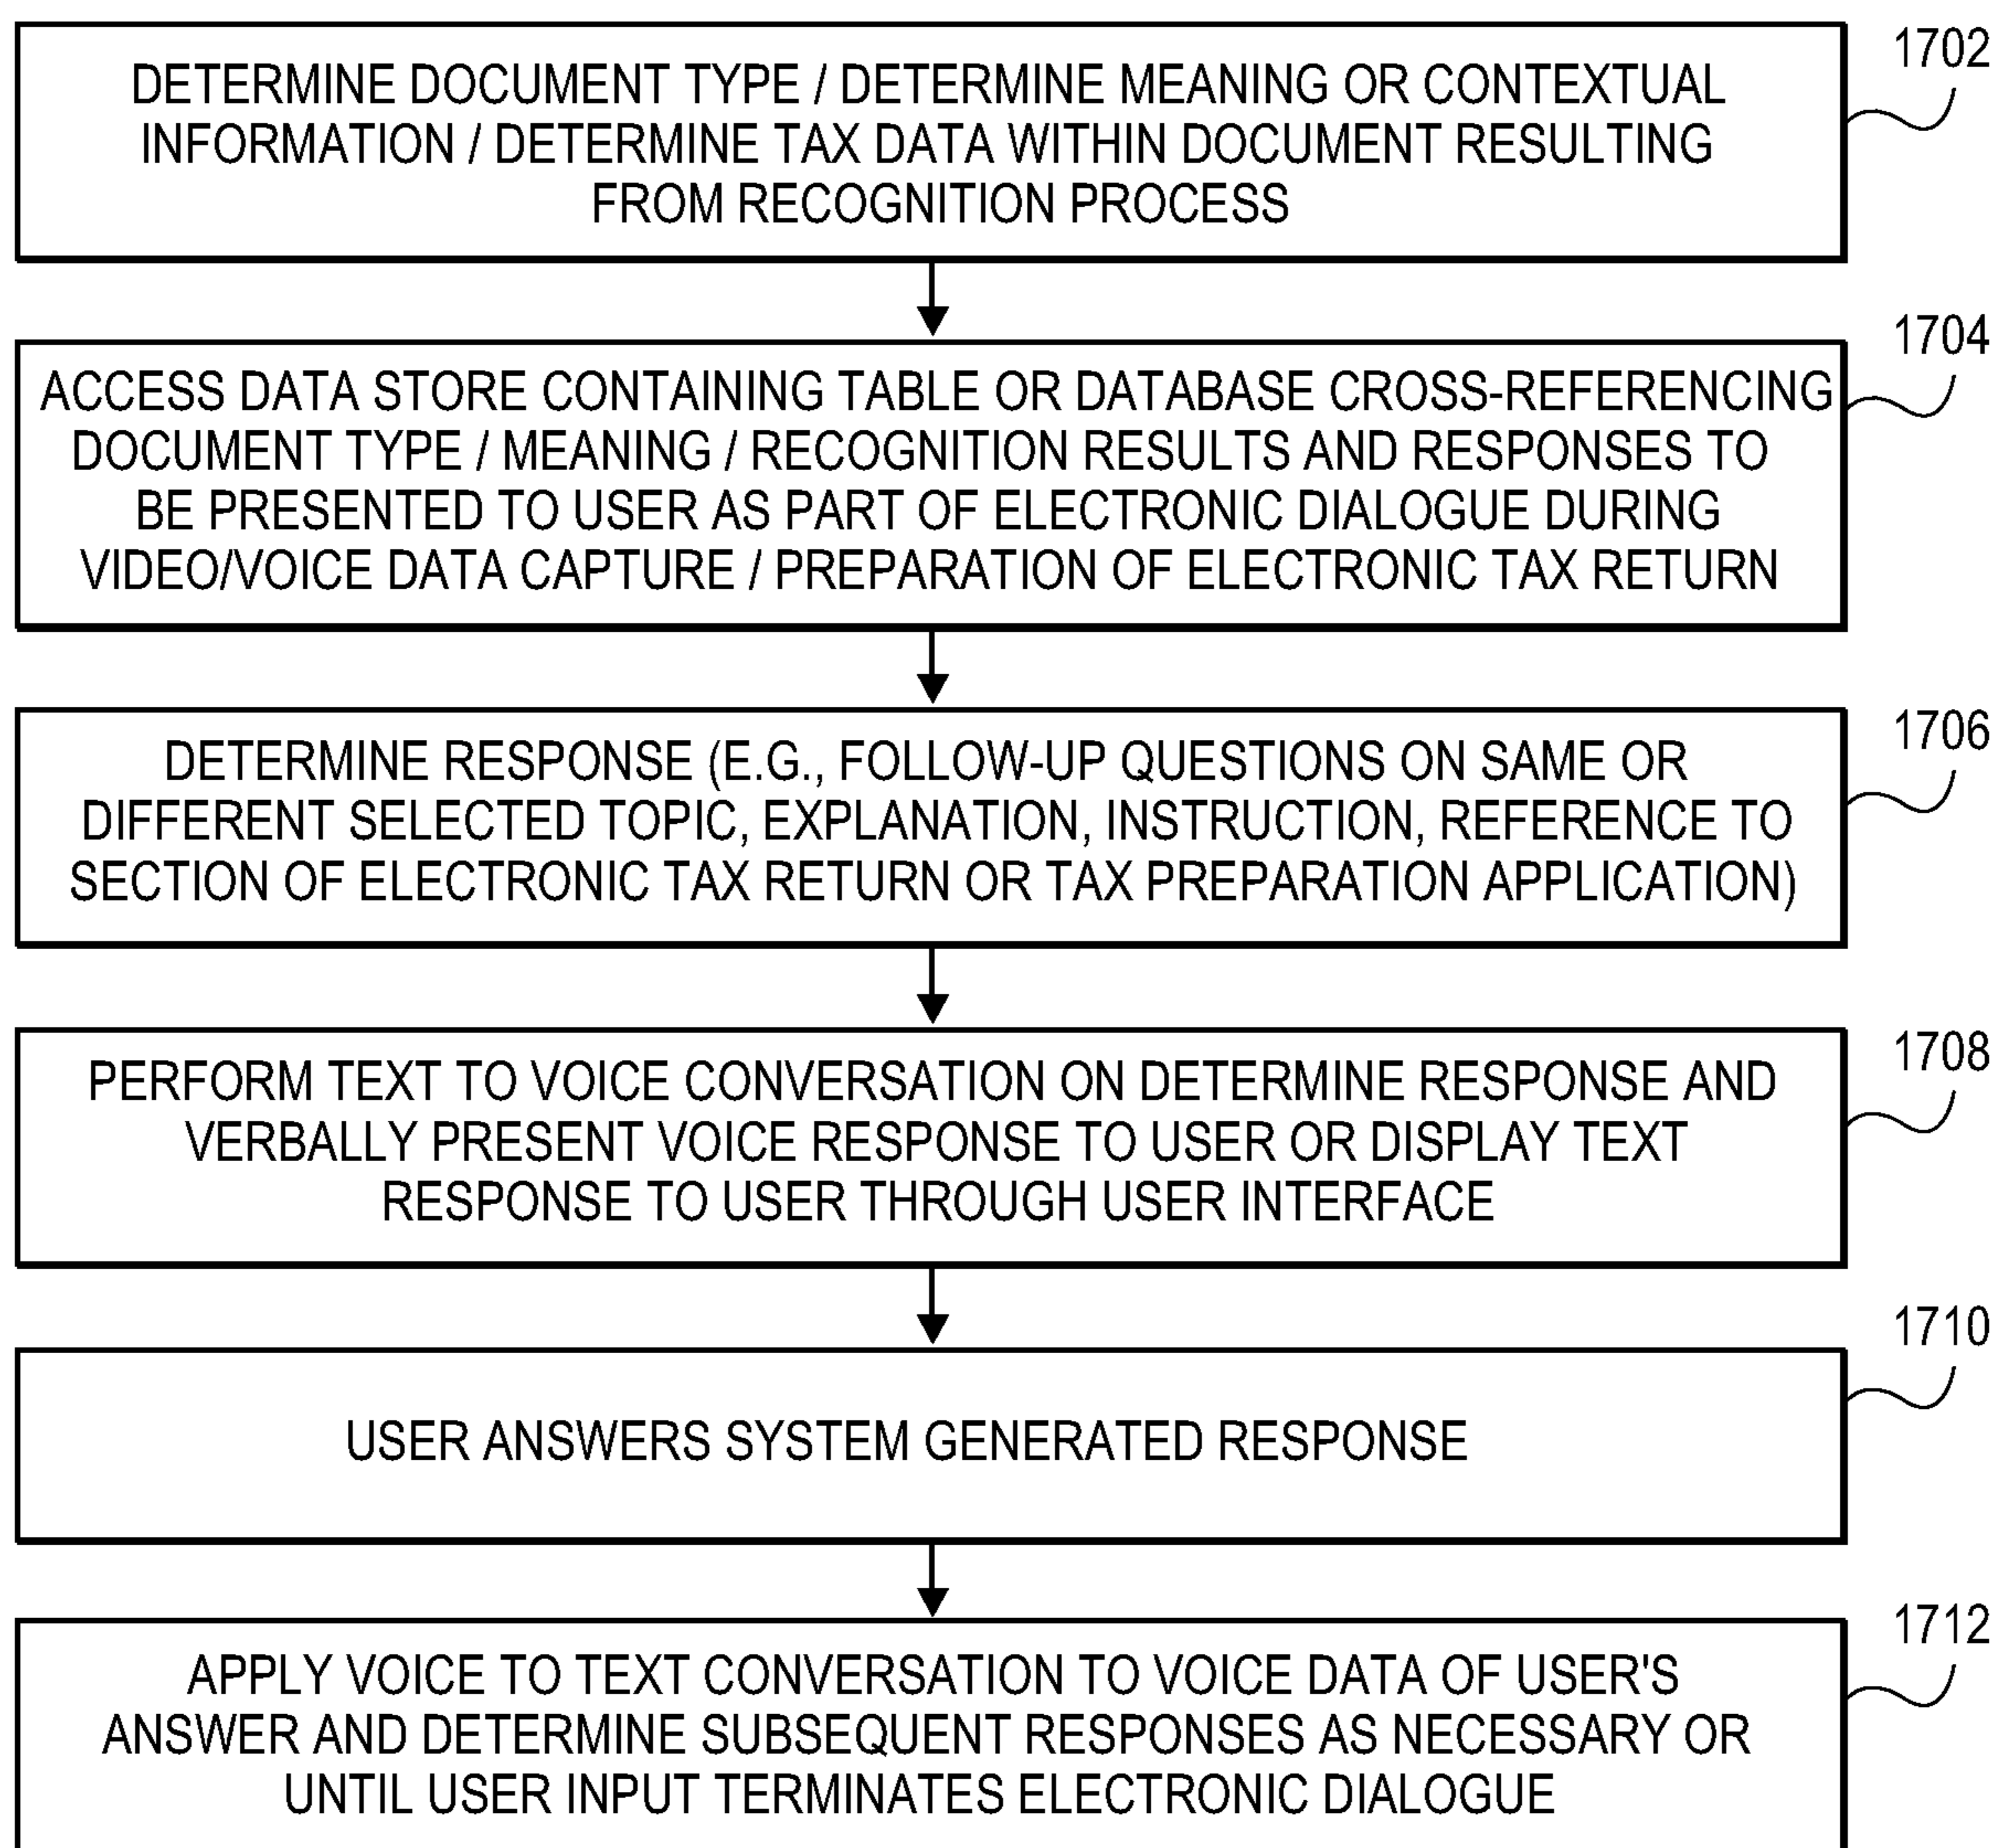 1702
DETERMINE DOCUMENT TYPE / DETERMINE MEANING OR CONTEXTUAL
INFORMATION / DETERMINE TAX DATA WITHIN DOCUMENT RESULTING
FROM RECOGNITION PROCESS
1704
ACCESS DATA STORE CONTAINING TABLE OR DATABASE CROSS-REFERENCING
DOCUMENT TYPE / MEANING / RECOGNITION RESULTS AND RESPONSES TO
BE PRESENTED TO USER AS PART OF ELECTRONIC DIALOGUE DURING
VIDEO/VOICE DATA CAPTURE / PREPARATION OF ELECTRONIC TAX RETURN
1706
DETERMINE RESPONSE (E.G., FOLLOW-UP QUESTIONS ON SAME OR
DIFFERENT SELECTED TOPIC, EXPLANATION, INSTRUCTION, REFERENCE TO
SECTION OF ELECTRONIC TAX RETURN OR TAX PREPARATION APPLICATION)
1708
PERFORM TEXT TO VOICE CONVERSATION ON DETERMINE RESPONSE AND
VERBALLY PRESENT VOICE RESPONSE TO USER OR DISPLAY TEXT
RESPONSE TO USER THROUGH USER INTERFACE
1710
USER ANSWERS SYSTEM GENERATED RESPONSE
1712
APPLY VOICE TO TEXT CONVERSATION TO VOICE DATA OF USER'S
ANSWER AND DETERMINE SUBSEQUENT RESPONSES AS NECESSARY OR
UNTIL USER INPUT TERMINATES ELECTRONIC DIALOGUE